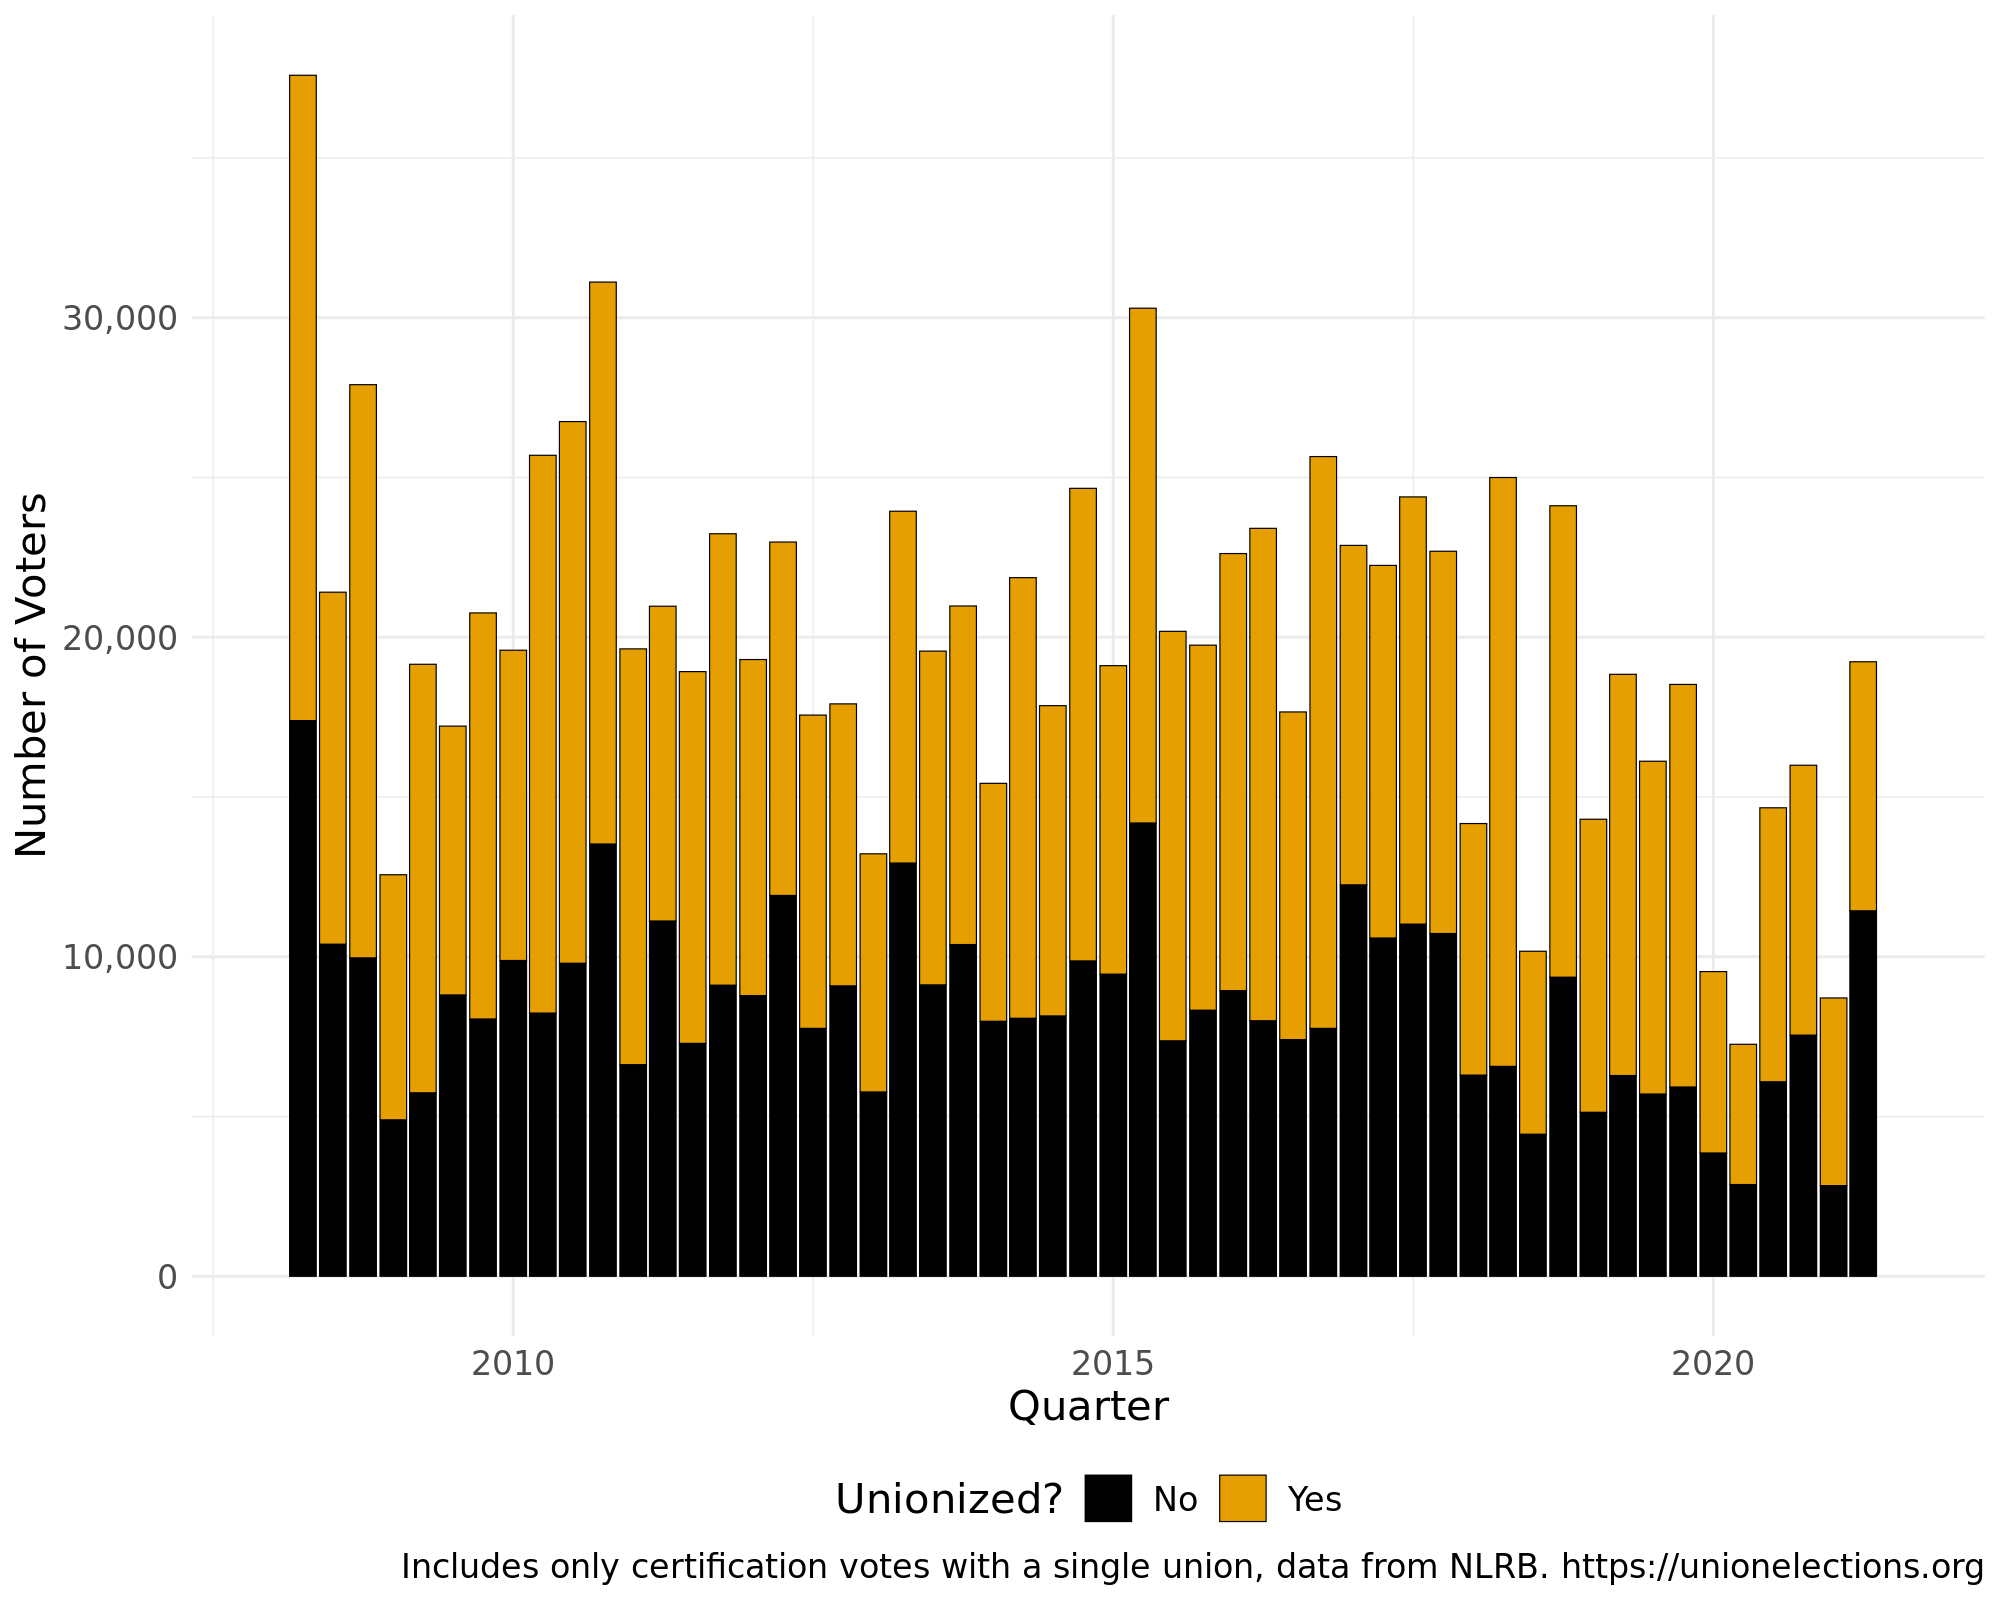 Number of Voters
30,000
20,000
10,000
0
2010 2015 2020
Quarter
Unionized? No Yes
Includes only certification votes with a single union, data from NLRB. https://unionelections.org